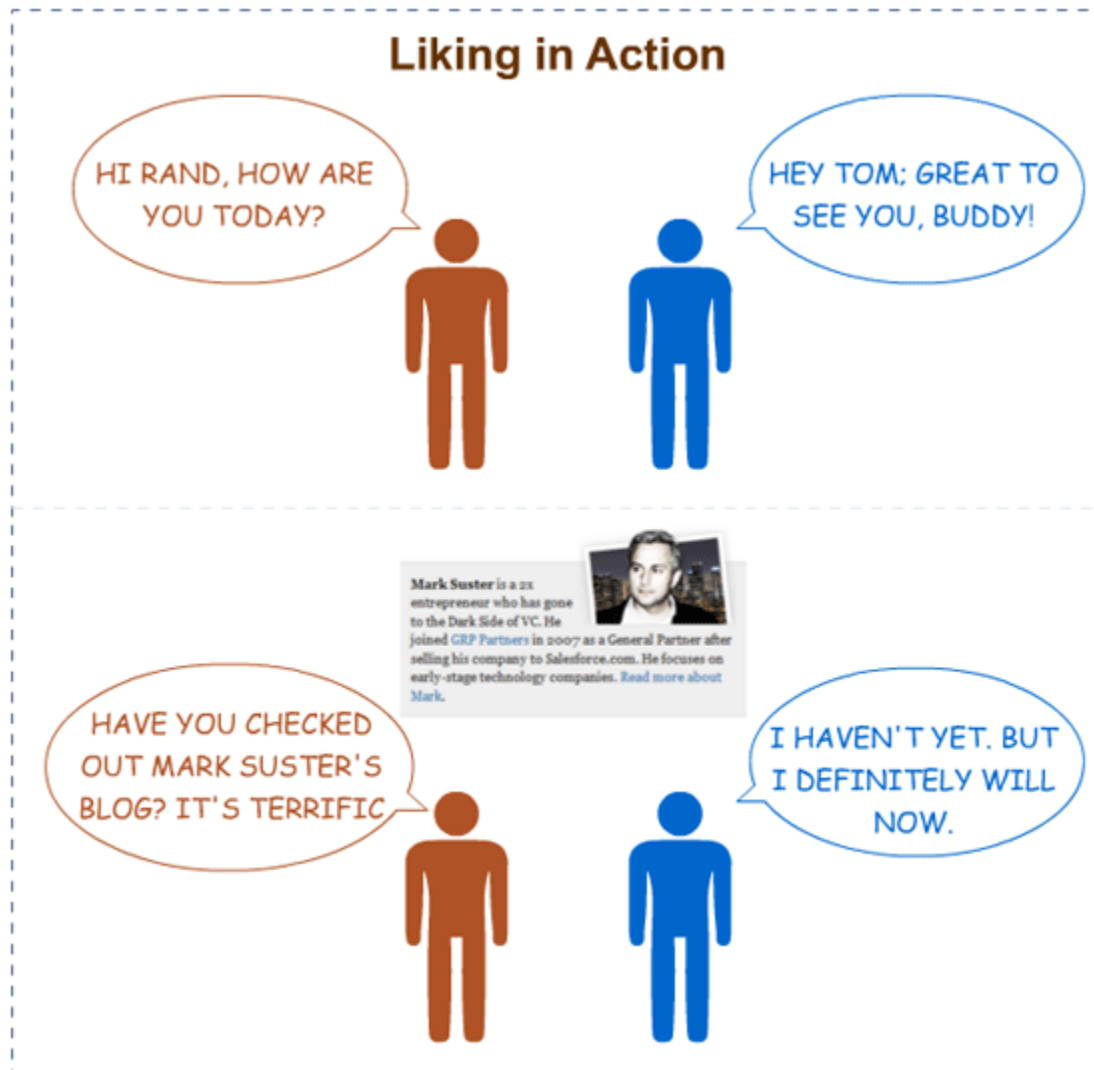 Liking in Action
HI RAND, HOW ARE
YOU TODAY?
HEY TOM; GREAT TO
SEE YOU, BUDDY!
Mark Suster is a 2x
entrepreneur who has gone
to the Dark Side of VC. He
joined GRP Partners in 2007 as a General Partner after
selling his company to Salesforce.com. He focuses on
early-stage technology companies. Read more about
Mark.
HAVE YOU CHECKED
OUT MARK SUSTER'S
BLOG? IT'S TERRIFIC
I HAVEN'T YET. BUT
I DEFINITELY WILL
NOW.